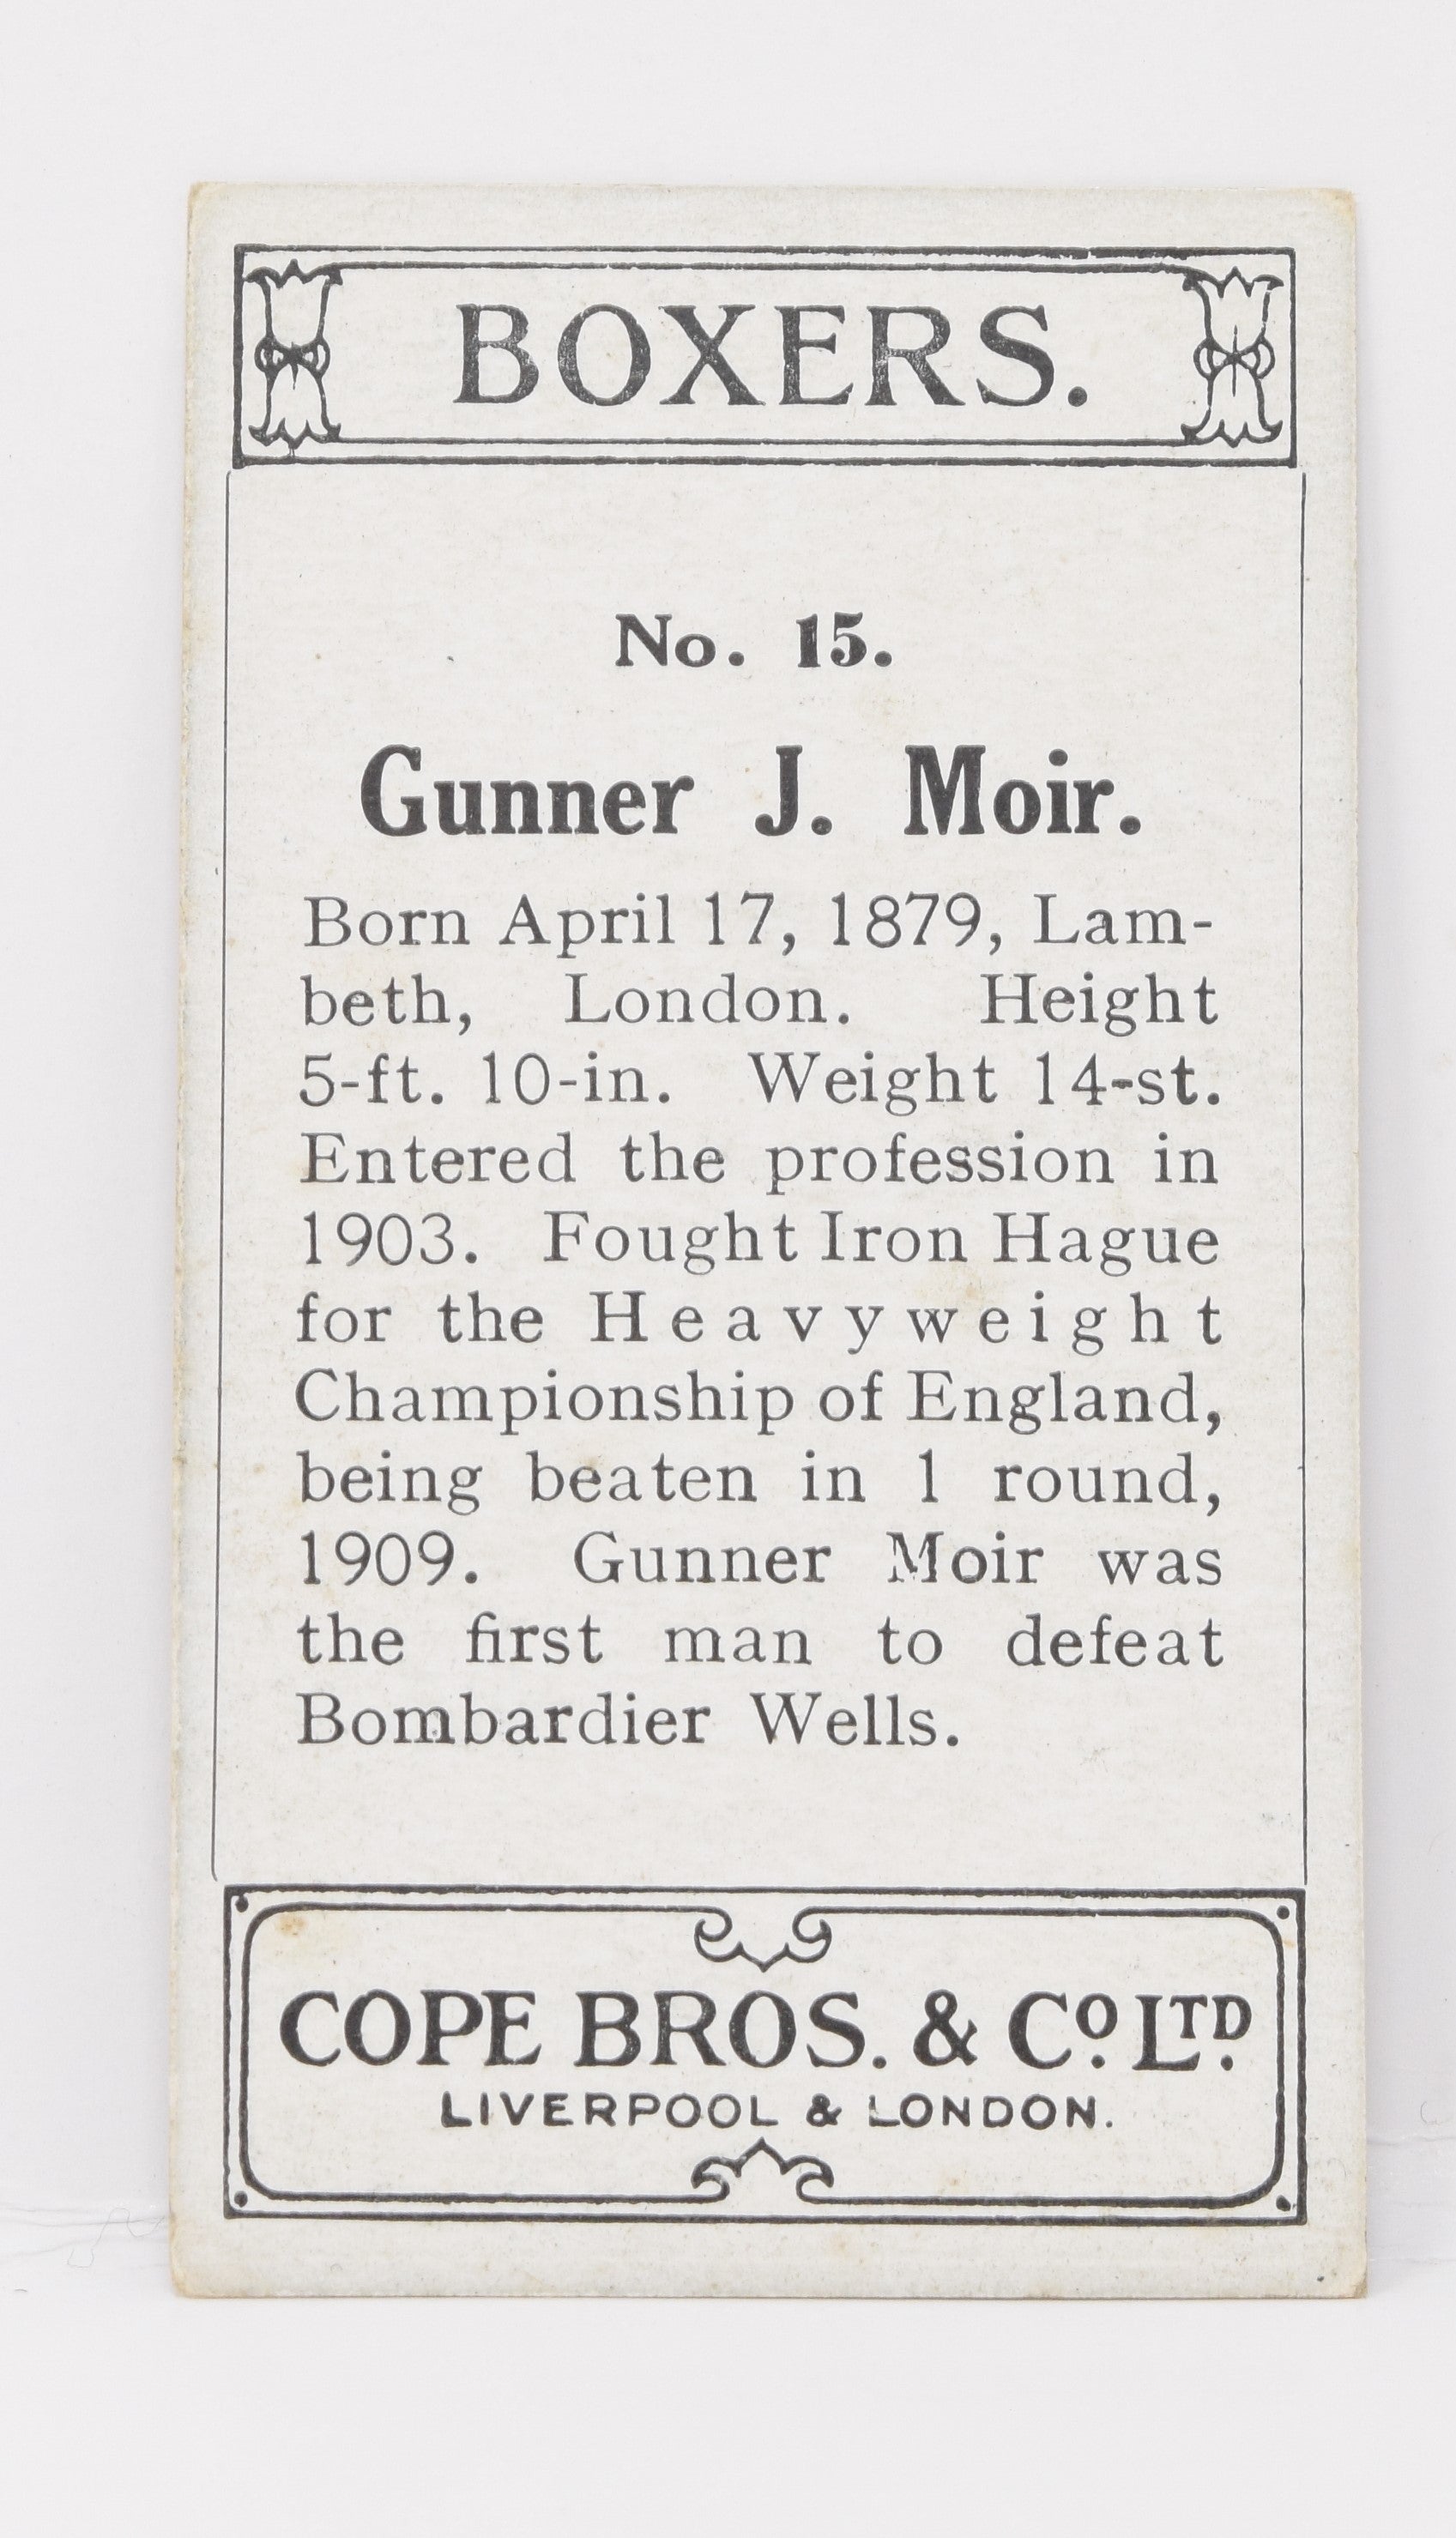 BOXERS.
No. 15.
Gunner J. Moir.
Born April 17, 1879, Lam-
beth, London. Height
5-ft. 10-in. Weight 14-st.
Entered the profession in
1903. Fought Iron Hague
for the Heavyweight
Championship of England,
being beaten in 1 round,
1909. Gunner Moir was
the first man to defeat
Bombardier Wells.
COPE BROS. & Co. LTD.
LIVERPOOL & LONDON.